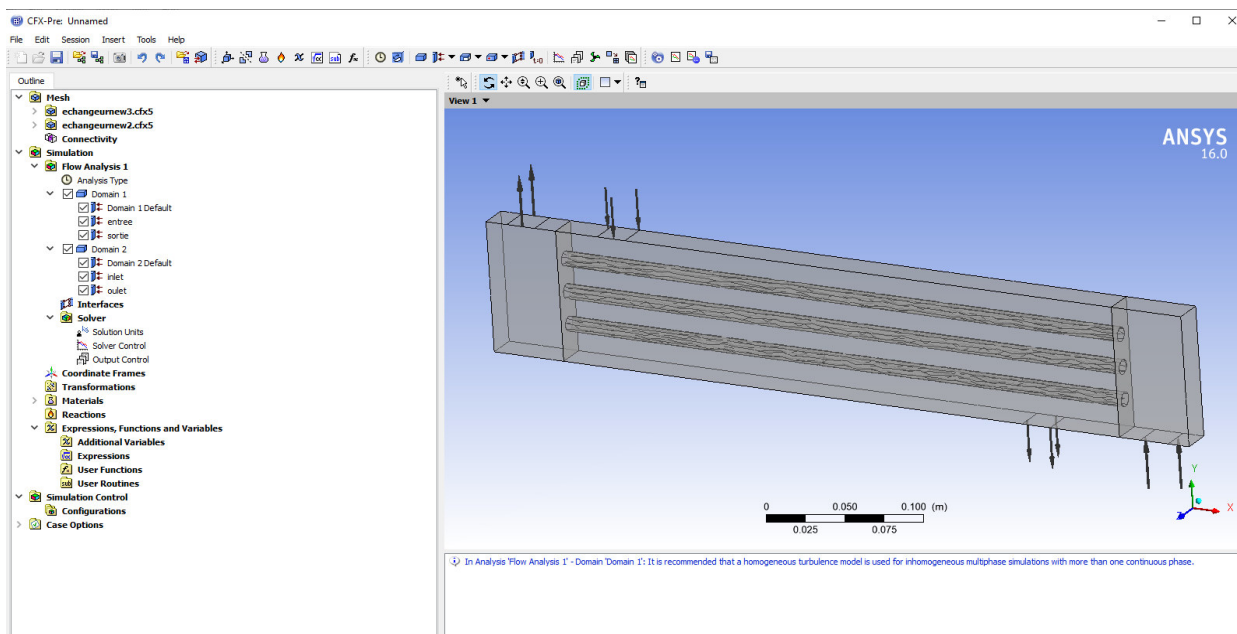 CFX-Pre: Unnamed
File Edit Session Insert Tools Help
Outline
Mesh
echangeurnew3.cfx5
echangeurnew2.cfx5
Connectivity
Simulation
Flow Analysis 1
Analysis Type
Domain 1
Domain 1 Default
entree
sortie
Domain 2
Domain 2 Default
inlet
oulet
Interfaces
Solver
Solution Units
Solver Control
Output Control
Coordinate Frames
Transformations
Materials
Reactions
Expressions, Functions and Variables
Additional Variables
Expressions
User Functions
User Routines
Simulation Control
Configurations
Case Options
View 1
ANSYS
16.0
0 0.050 0.100 (m)
0.025 0.075
Y
X
Z
In Analysis 'Flow Analysis 1' - Domain 'Domain 1': It is recommended that a homogeneous turbulence model is used for inhomogeneous multiphase simulations with more than one continuous phase.